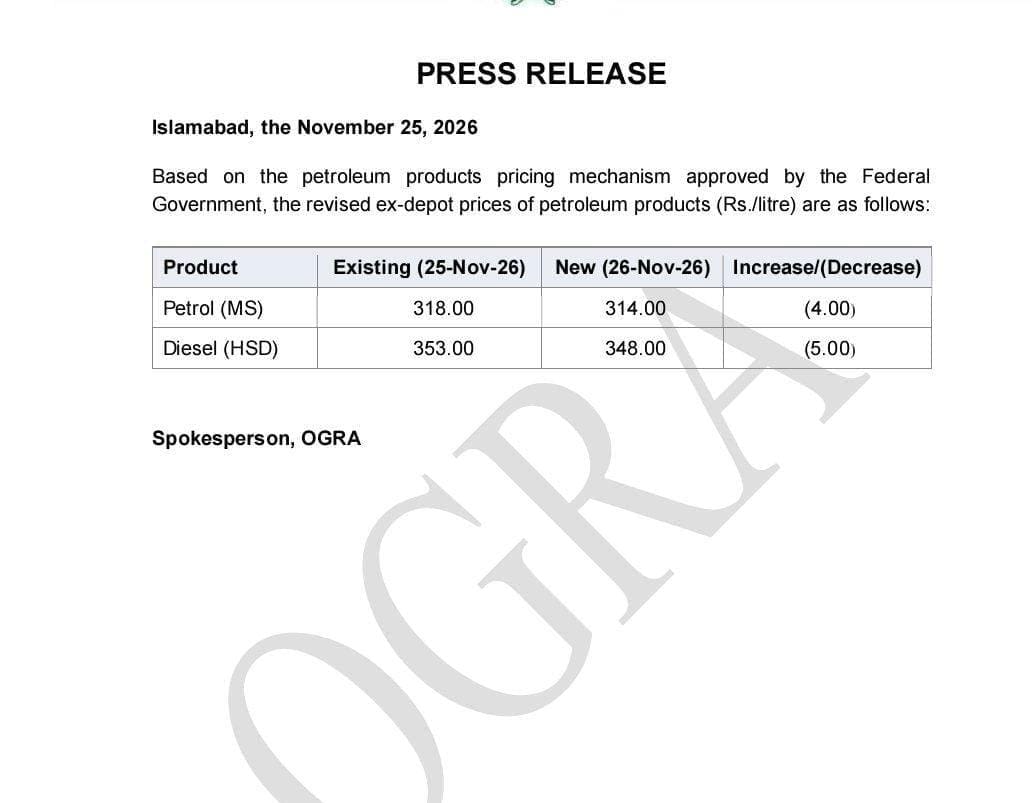 PRESS RELEASE
Islamabad, the November 25, 2026
Based on the petroleum products pricing mechanism approved by the Federal
Government, the revised ex-depot prices of petroleum products (Rs./litre) are as follows:
Product Existing (25-Nov-26) New (26-Nov-26) Increase/(Decrease)
Petrol (MS) 318.00 314.00 (4.00)
Diesel (HSD) 353.00 348.00 (5.00)
Spokesperson, OGRA
OGRA